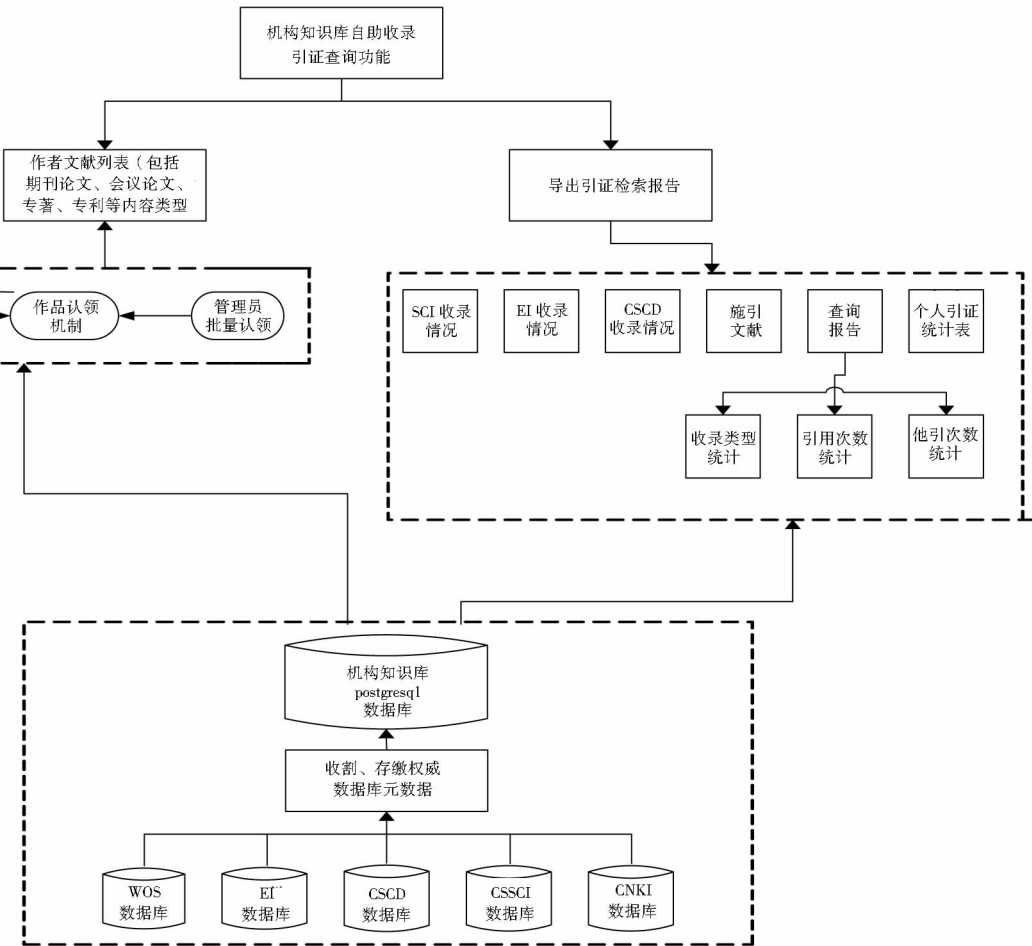 机构知识库自助收录
引证查询功能
作者文献列表（包括
期刊论文、会议论文、
专著、专利等内容类型
导出引证检索报告
作品认领
机制
管理员
批量认领
SCI 收录
情况
EI 收录
情况
CSCD
收录情况
施引
文献
查询
报告
个人引证
统计表
收录类型
统计
引用次数
统计
他引次数
统计
机构知识库
postgresql
数据库
收割、存缴权威
数据库元数据
WOS
数据库
EI
数据库
CSCD
数据库
CSSCI
数据库
CNKI
数据库